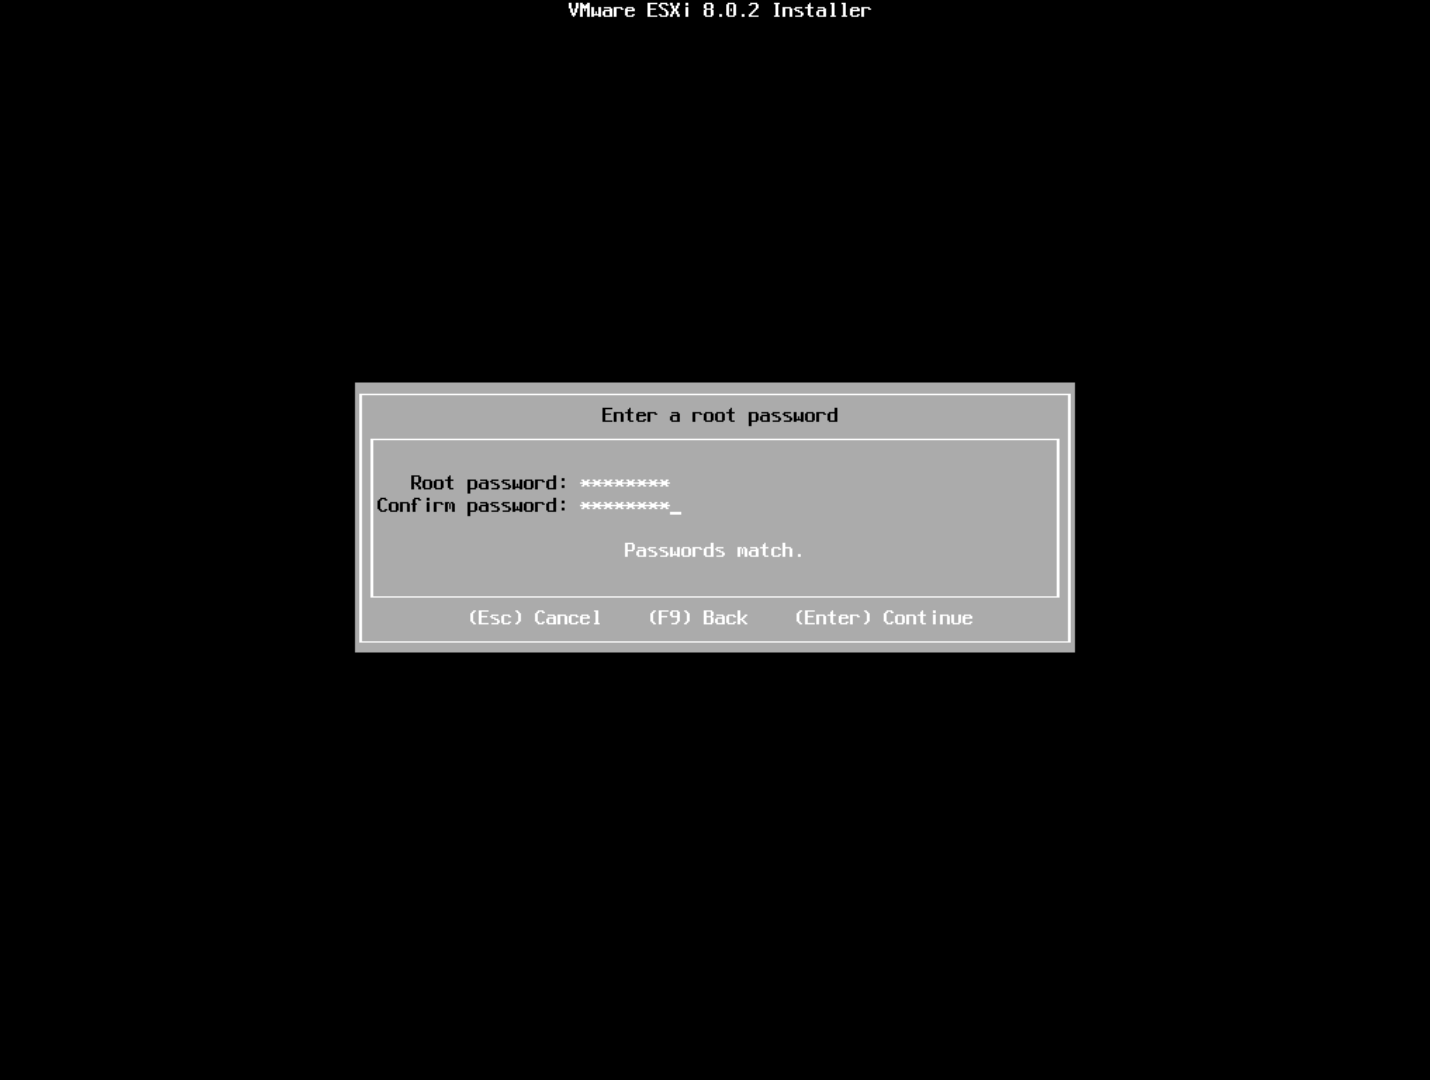 VMware ESXi 8.0.2 Installer
Enter a root password
Root password: ********
Confirm password: ********_
Passwords match.
(Esc) Cancel (F9) Back (Enter) Continue